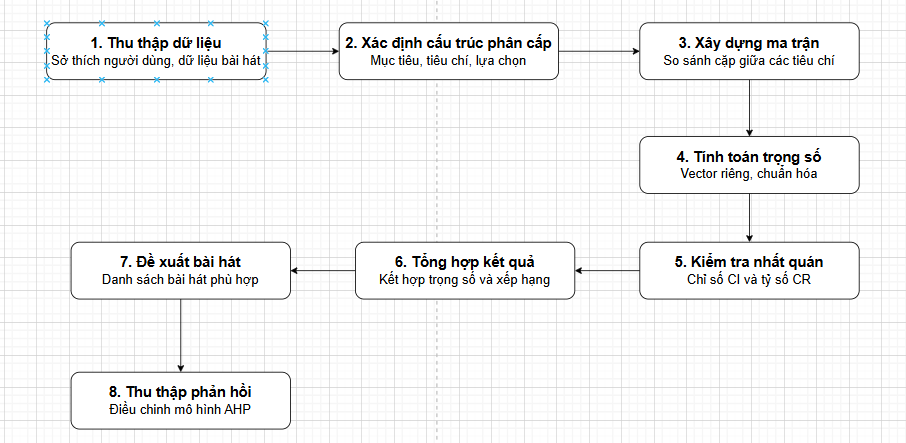 1. Thu thập dữ liệu
Sở thích người dùng, dữ liệu bài hát
2. Xác định cấu trúc phân cấp
Mục tiêu, tiêu chí, lựa chọn
3. Xây dựng ma trận
So sánh cặp giữa các tiêu chí
4. Tính toán trọng số
Vector riêng, chuẩn hóa
5. Kiểm tra nhất quán
Chỉ số CI và tỷ số CR
6. Tổng hợp kết quả
Kết hợp trọng số và xếp hạng
7. Đề xuất bài hát
Danh sách bài hát phù hợp
8. Thu thập phản hồi
Điều chỉnh mô hình AHP